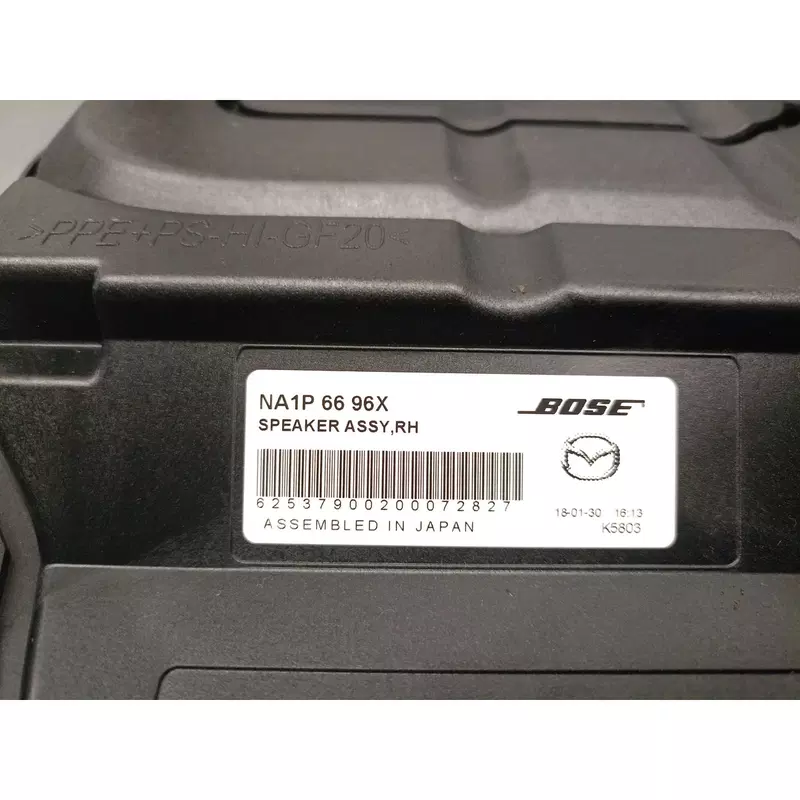 >PPE+PS-HI-GF20<
NA1P 66 96X
BOSE
SPEAKER ASSY,RH
62537900200072827
18-01-30 16:13
ASSEMBLED IN JAPAN
K5803